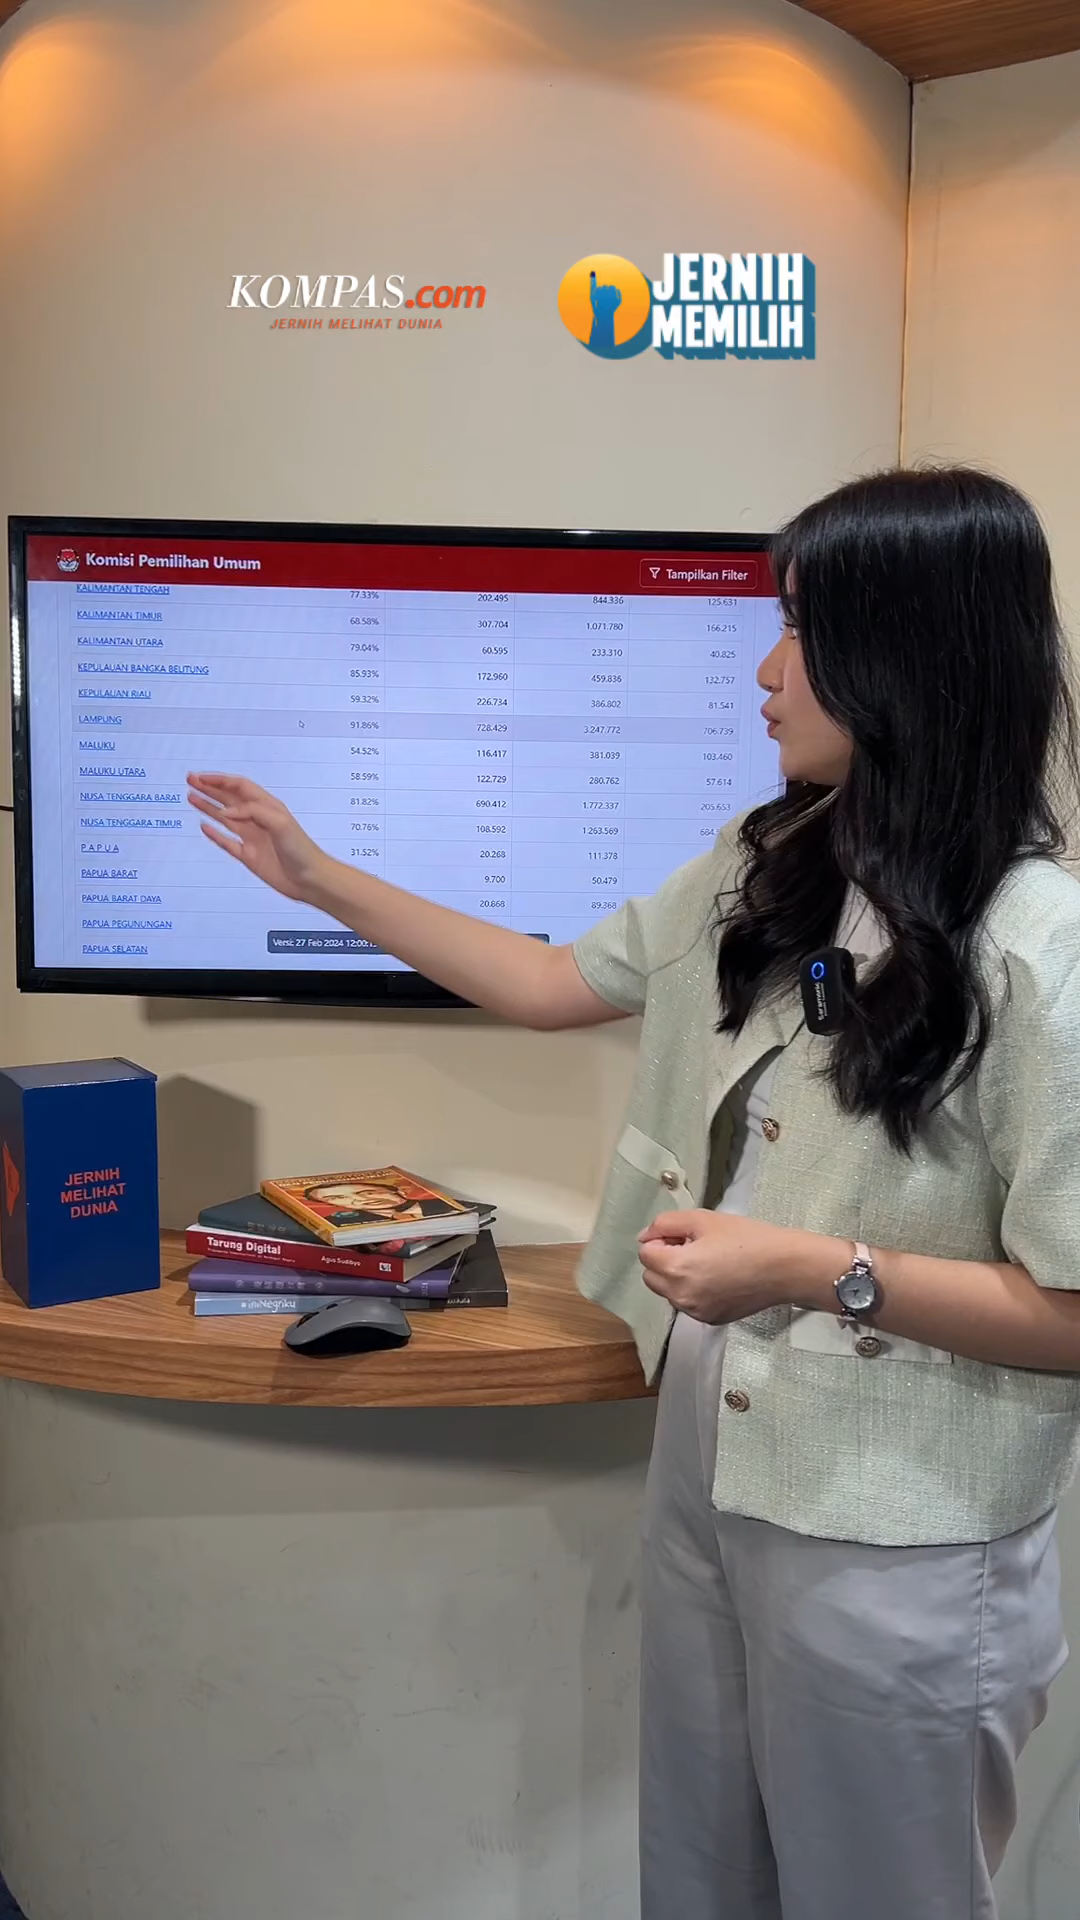 KOMPAS.com
JERNIH MELIHAT DUNIA
JERNIH
MEMILIH
Komisi Pemilihan Umum
Tampilkan Filter
KALIMANTAN TENGAH 77.33% 202.495 844.336 125.631
KALIMANTAN TIMUR 68.58% 307.704 1.071.780 166.215
KALIMANTAN UTARA 79.04% 60.595 233.310 40.825
KEPULAUAN BANGKA BELITUNG 85.93% 172.960 459.836 132.757
KEPULAUAN RIAU 59.32% 226.734 386.802 81.541
LAMPUNG 91.86% 728.429 3.247.772 706.739
MALUKU 54.52% 116.417 381.039 103.460
MALUKU UTARA 58.59% 122.729 280.762 57.614
NUSA TENGGARA BARAT 81.82% 690.412 1.772.337 205.653
NUSA TENGGARA TIMUR 70.76% 108.592 1.263.569 684.
P A P U A 31.52% 20.268 111.378
PAPUA BARAT 9.700 50.479
PAPUA BARAT DAYA 20.868 89.368
PAPUA PEGUNUNGAN
PAPUA SELATAN
Versi: 27 Feb 2024 12:00:
JERNIH
MELIHAT
DUNIA
Tarung Digital
Agus Sudibyo